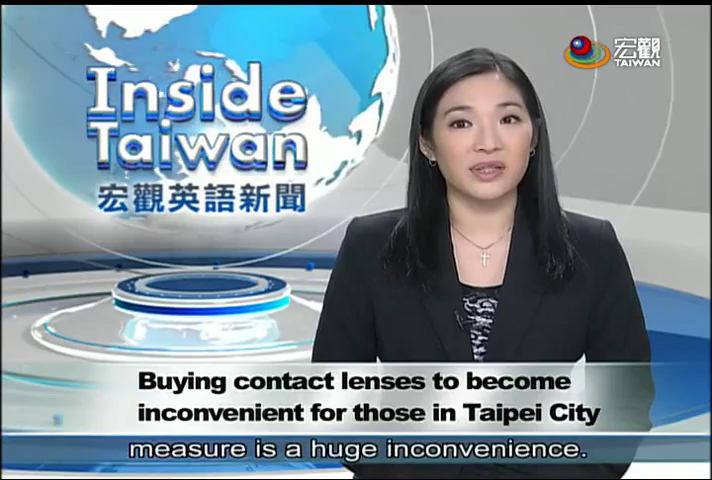 Inside
Taiwan
宏觀英語新聞
宏觀
TAIWAN
Buying contact lenses to become
inconvenient for those in Taipei City
measure is a huge inconvenience.